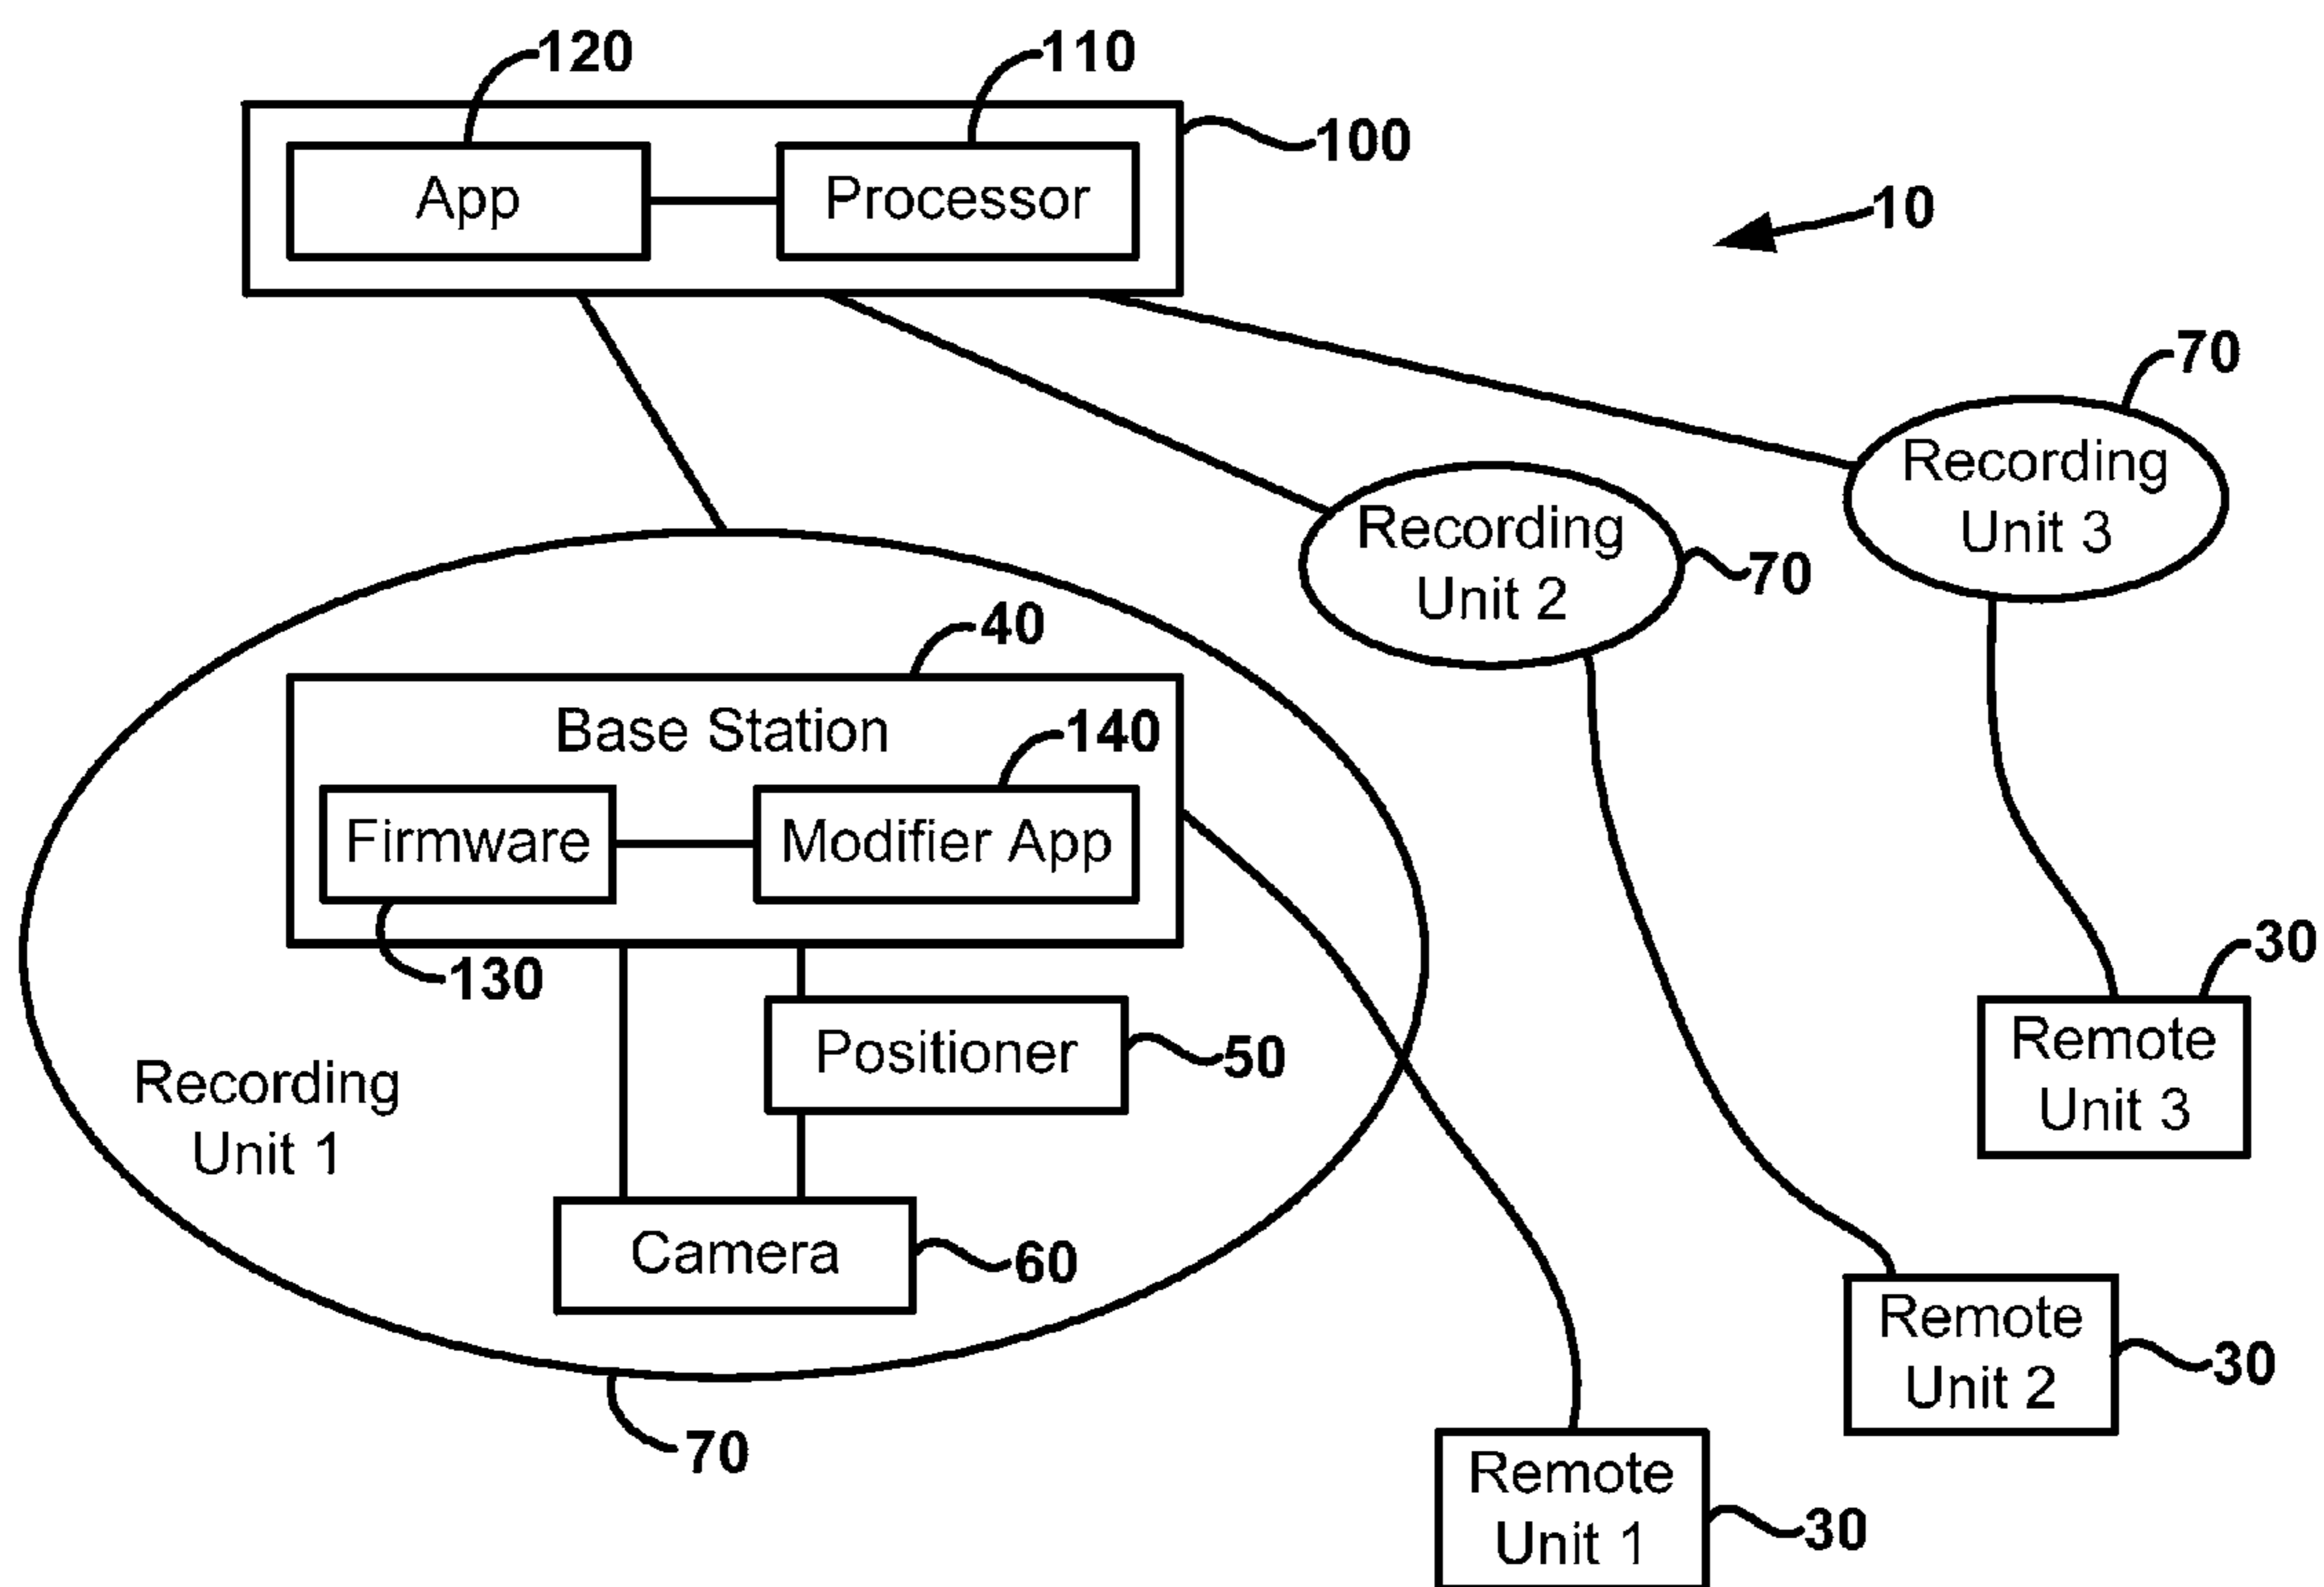 120
110
100
App
Processor
10
70
Recording
Unit 3
Recording
Unit 2
70
40
Base Station
140
Firmware
Modifier App
130
30
Positioner
50
Remote
Unit 3
Recording
Unit 1
Camera
60
Remote
Unit 2
30
70
Remote
Unit 1
30